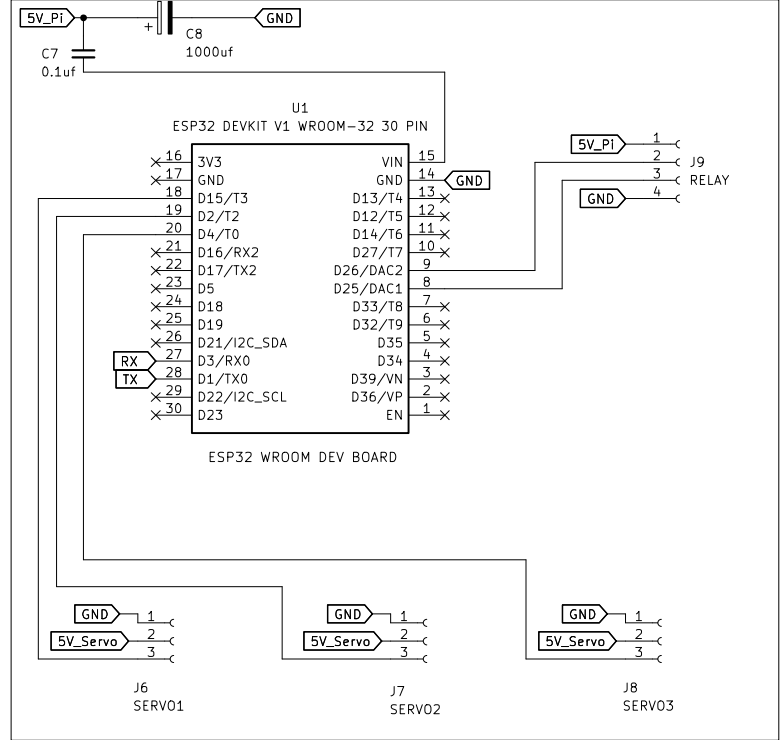 5V_Pi
GND
+
C8
1000uf
C7
0.1uf
U1
ESP32 DEVKIT V1 WROOM-32 30 PIN
16 3V3 VIN 15
17 GND GND 14 GND
18 D15/T3 D13/T4 13
19 D2/T2 D12/T5 12
20 D4/T0 D14/T6 11
21 D16/RX2 D27/T7 10
22 D17/TX2 D26/DAC2 9
23 D5 D25/DAC1 8
24 D18 D33/T8 7
25 D19 D32/T9 6
26 D21/I2C_SDA D35 5
RX 27 D3/RX0 D34 4
TX 28 D1/TX0 D39/VN 3
29 D22/I2C_SCL D36/VP 2
30 D23 EN 1
ESP32 WROOM DEV BOARD
5V_Pi 1
2 J9
3 RELAY
GND 4
GND 1
5V_Servo 2
3
J6
SERVO1
GND 1
5V_Servo 2
3
J7
SERVO2
GND 1
5V_Servo 2
3
J8
SERVO3